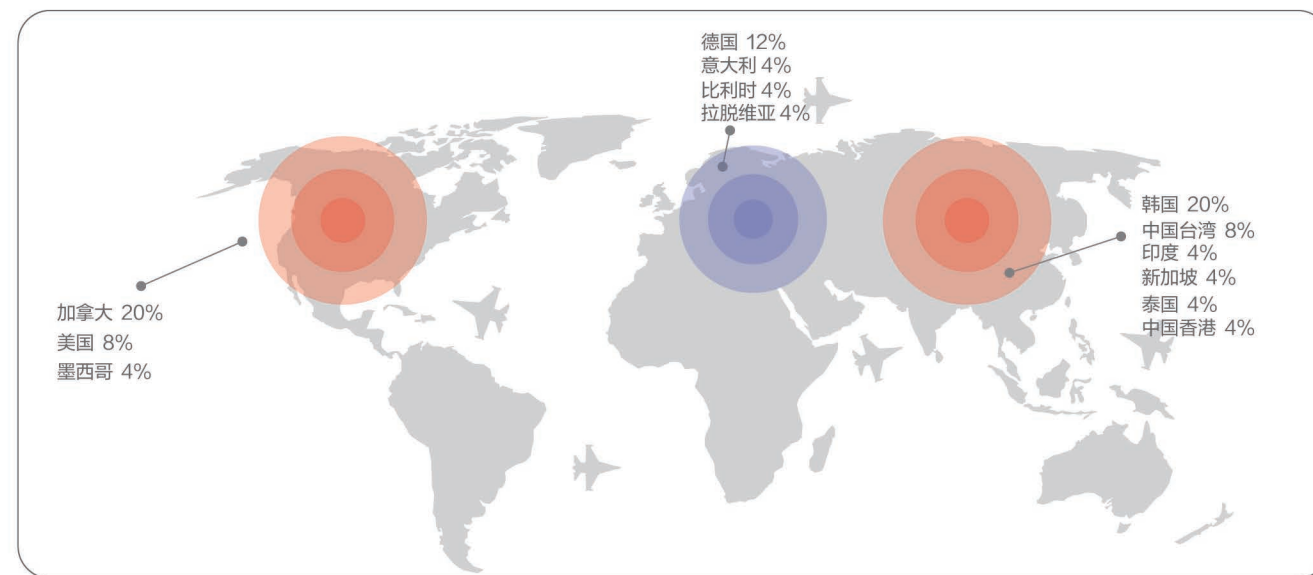 德国 12%
意大利 4%
比利时 4%
拉脱维亚 4%
加拿大 20%
美国 8%
墨西哥 4%
韩国 20%
中国台湾 8%
印度 4%
新加坡 4%
泰国 4%
中国香港 4%